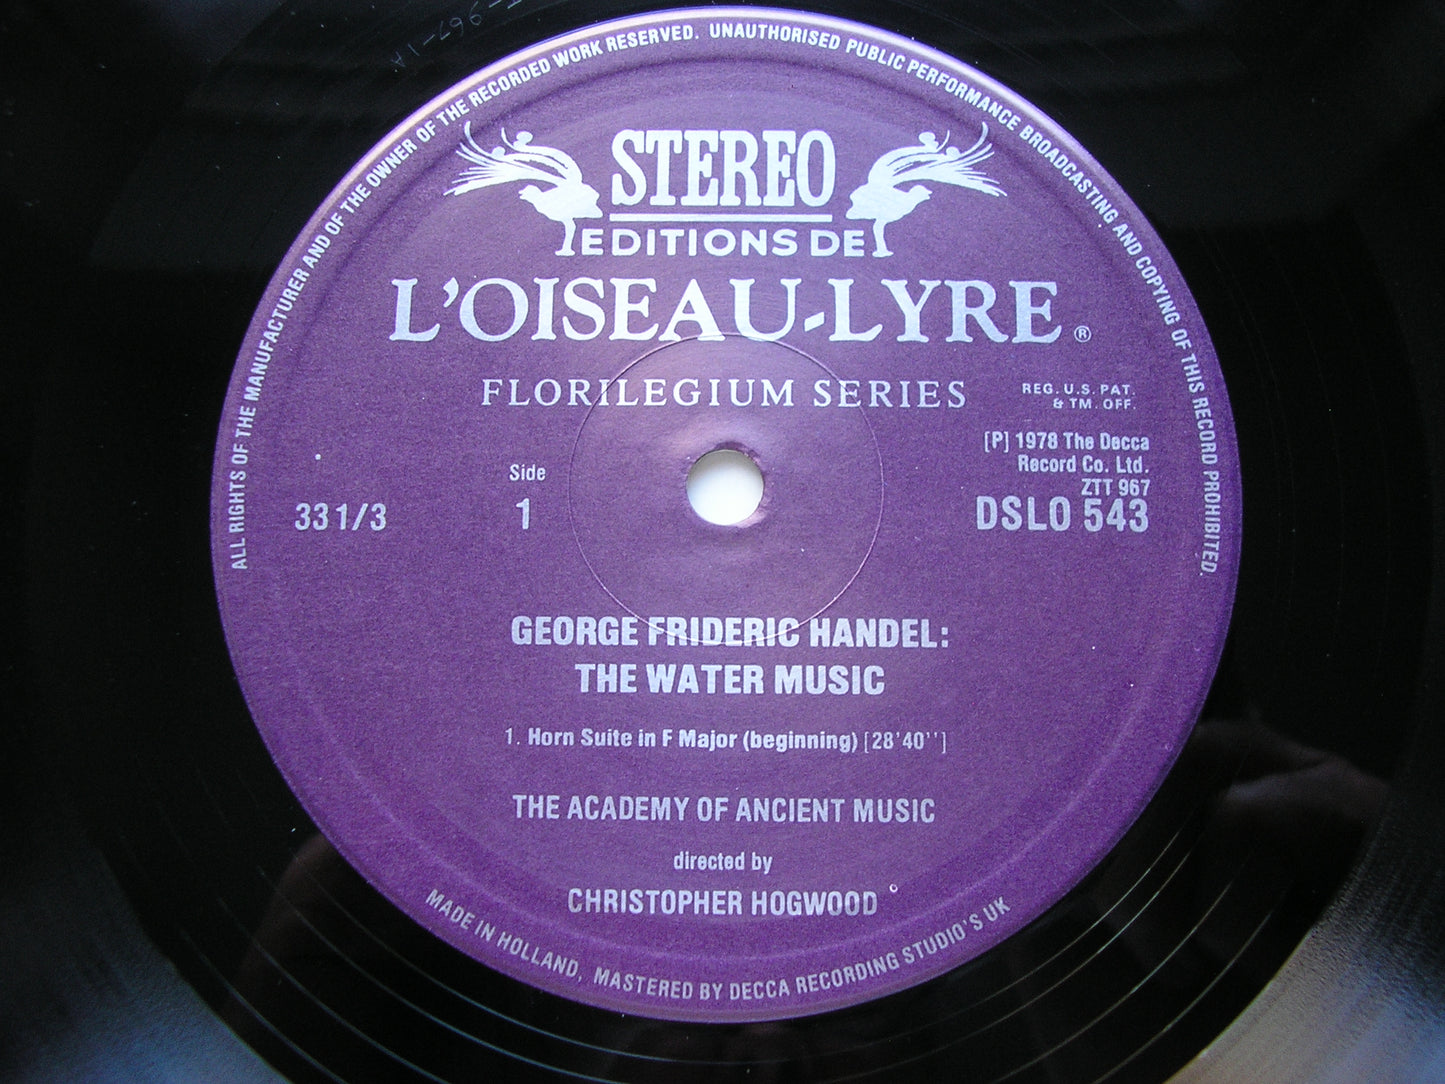 ALL RIGHTS OF THE MANUFACTURER AND OF THE OWNER OF THE RECORDED WORK RESERVED. UNAUTHORISED PUBLIC PERFORMANCE BROADCASTING AND COPYING OF THIS RECORD PROHIBITED.
STEREO
EDITIONS DE
L'OISEAU-LYRE ®
FLORILEGIUM SERIES
REG. U.S. PAT.
& TM. OFF.
[P] 1978 The Decca
Record Co. Ltd.
ZTT 967
Side
33 1/3
1
DSLO 543
GEORGE FRIDERIC HANDEL:
THE WATER MUSIC
1. Horn Suite in F Major (beginning) [28'40'']
THE ACADEMY OF ANCIENT MUSIC
directed by
CHRISTOPHER HOGWOOD
MADE IN HOLLAND, MASTERED BY DECCA RECORDING STUDIO'S UK